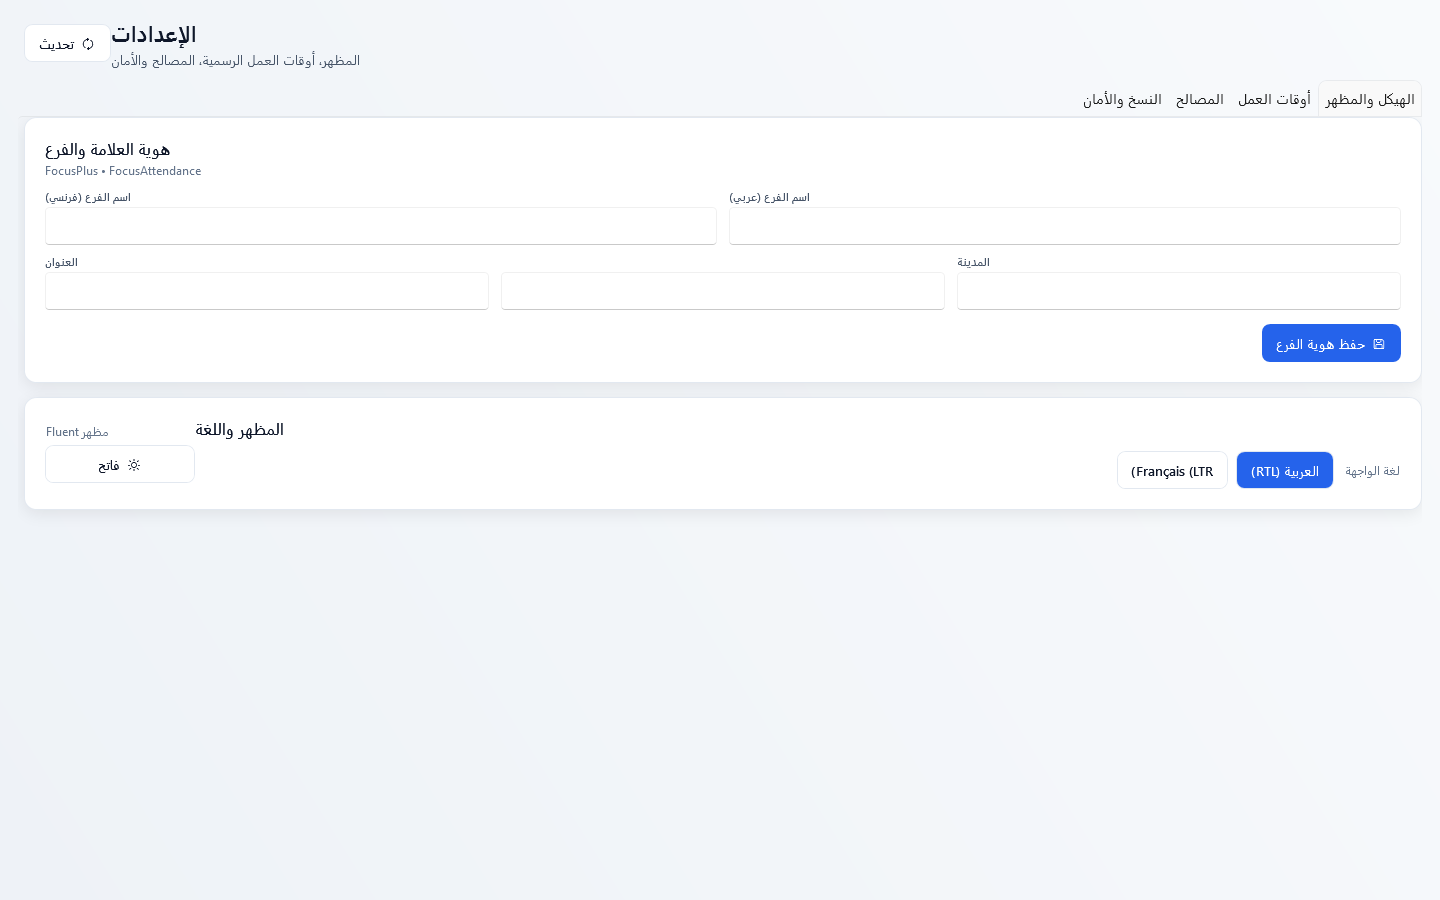 الإعدادات
المظهر، أوقات العمل الرسمية، المصالح والأمان
تحديث
الهيكل والمظهر
أوقات العمل
المصالح
النسخ والأمان
هوية العلامة والفرع
FocusPlus • FocusAttendance
اسم الفرع (عربي)
اسم الفرع (فرنسي)
المدينة
العنوان
حفظ هوية الفرع
المظهر واللغة
مظهر Fluent
فاتح
لغة الواجهة
العربية (RTL)
Français (LTR)